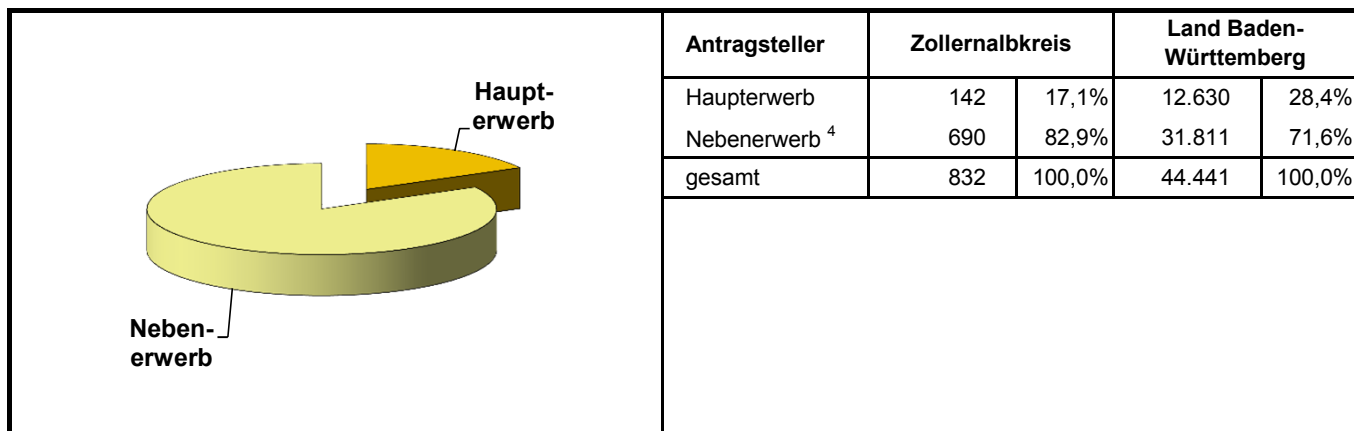 Haupt-
erwerb
Neben-
erwerb
Antragsteller Zollernalbkreis Land Baden-
Württemberg
Haupterwerb 142 17,1% 12.630 28,4%
Nebenerwerb 4 690 82,9% 31.811 71,6%
gesamt 832 100,0% 44.441 100,0%